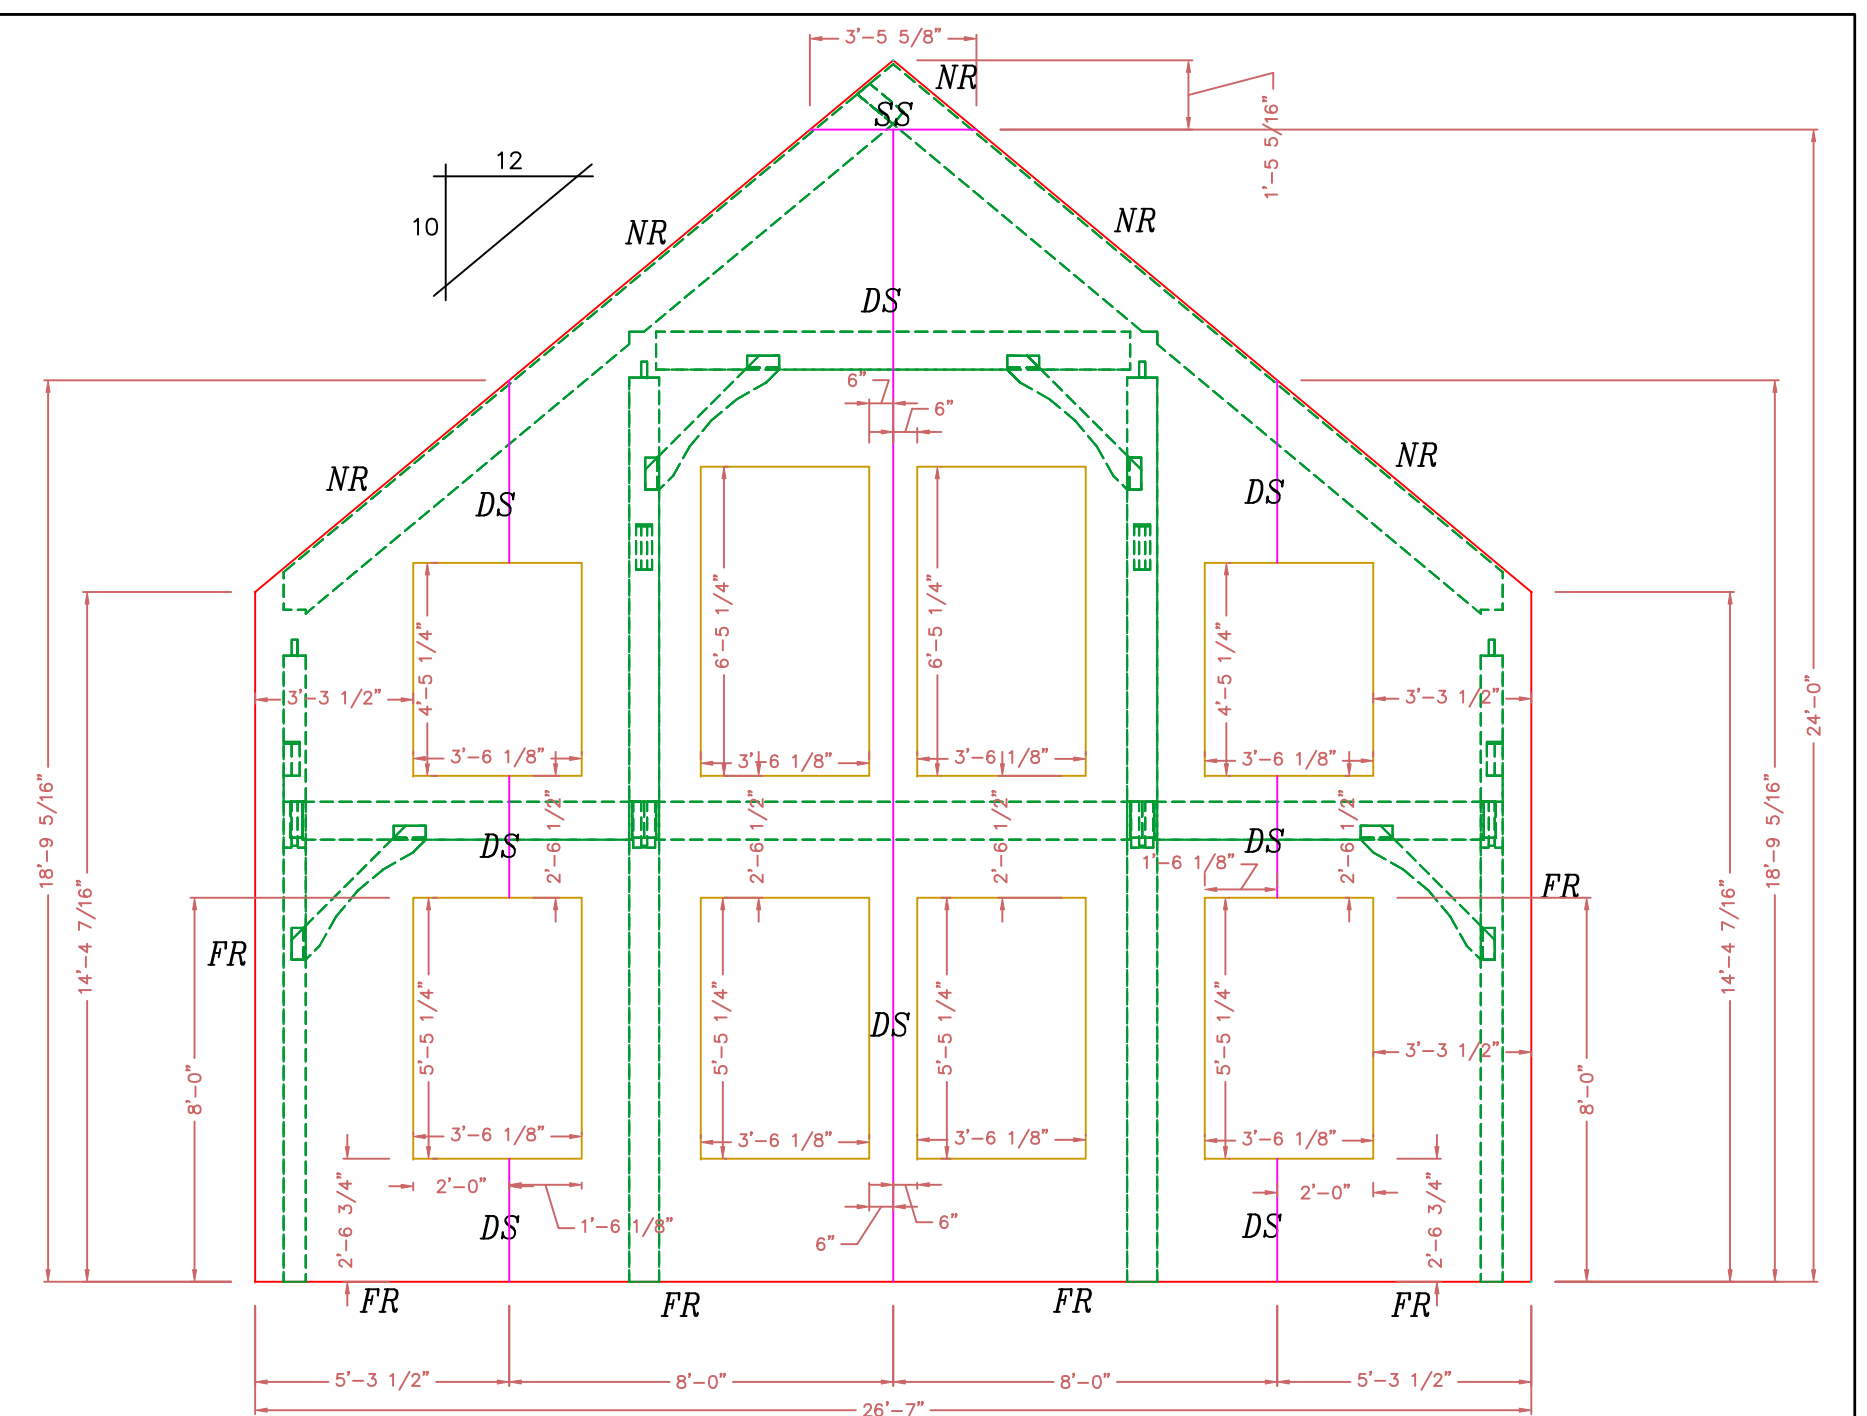 3'-5 5/8"
NR
SS
1'-5 5/16"
12
10
NR
NR
DS
6"
6"
NR
NR
DS
DS
18'-9 5/16"
14'-4 7/16"
8'-0"
24'-0"
18'-9 5/16"
14'-4 7/16"
8'-0"
4'-5 1/4"
6'-5 1/4"
6'-5 1/4"
4'-5 1/4"
3'-3 1/2"
3'-3 1/2"
3'-6 1/8"
3'-6 1/8"
3'-6 1/8"
3'-6 1/8"
2'-6 1/2"
2'-6 1/2"
2'-6 1/2"
2'-6 1/2"
DS
DS
1'-6 1/8"
FR
FR
5'-5 1/4"
5'-5 1/4"
5'-5 1/4"
5'-5 1/4"
DS
3'-3 1/2"
3'-6 1/8"
3'-6 1/8"
3'-6 1/8"
3'-6 1/8"
2'-6 3/4"
2'-0"
1'-6 1/8"
6"
6"
2'-0"
2'-6 3/4"
DS
DS
FR
FR
FR
FR
5'-3 1/2"
8'-0"
8'-0"
5'-3 1/2"
26'-7"